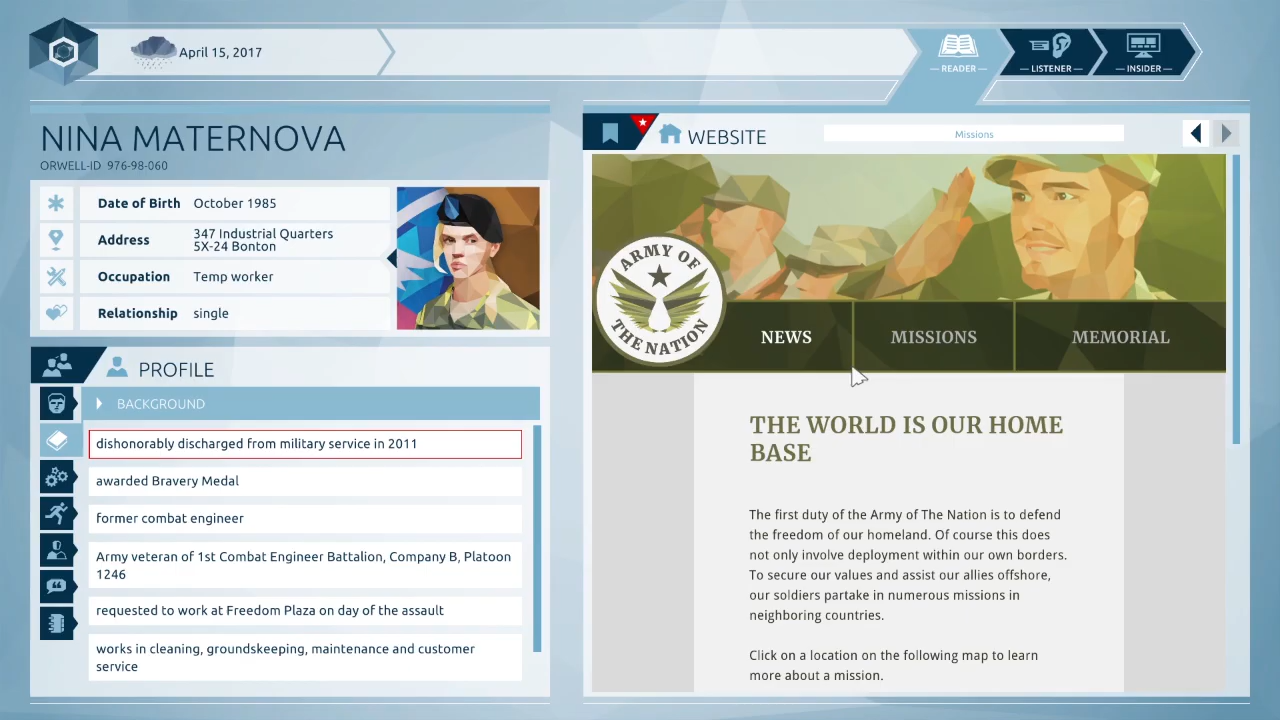 April 15, 2017
— READER —
— LISTENER —
— INSIDER —
NINA MATERNOVA
ORWELL-ID 976-98-060
Date of Birth October 1985
Address 347 Industrial Quarters
5X-24 Bonton
Occupation Temp worker
Relationship single
PROFILE
BACKGROUND
dishonorably discharged from military service in 2011
awarded Bravery Medal
former combat engineer
Army veteran of 1st Combat Engineer Battalion, Company B, Platoon
1246
requested to work at Freedom Plaza on day of the assault
works in cleaning, groundskeeping, maintenance and customer
service
WEBSITE
Missions
ARMY OF
THE NATION
NEWS
MISSIONS
MEMORIAL
THE WORLD IS OUR HOME
BASE
The first duty of the Army of The Nation is to defend
the freedom of our homeland. Of course this does
not only involve deployment within our own borders.
To secure our values and assist our allies offshore,
our soldiers partake in numerous missions in
neighboring countries.
Click on a location on the following map to learn
more about a mission.